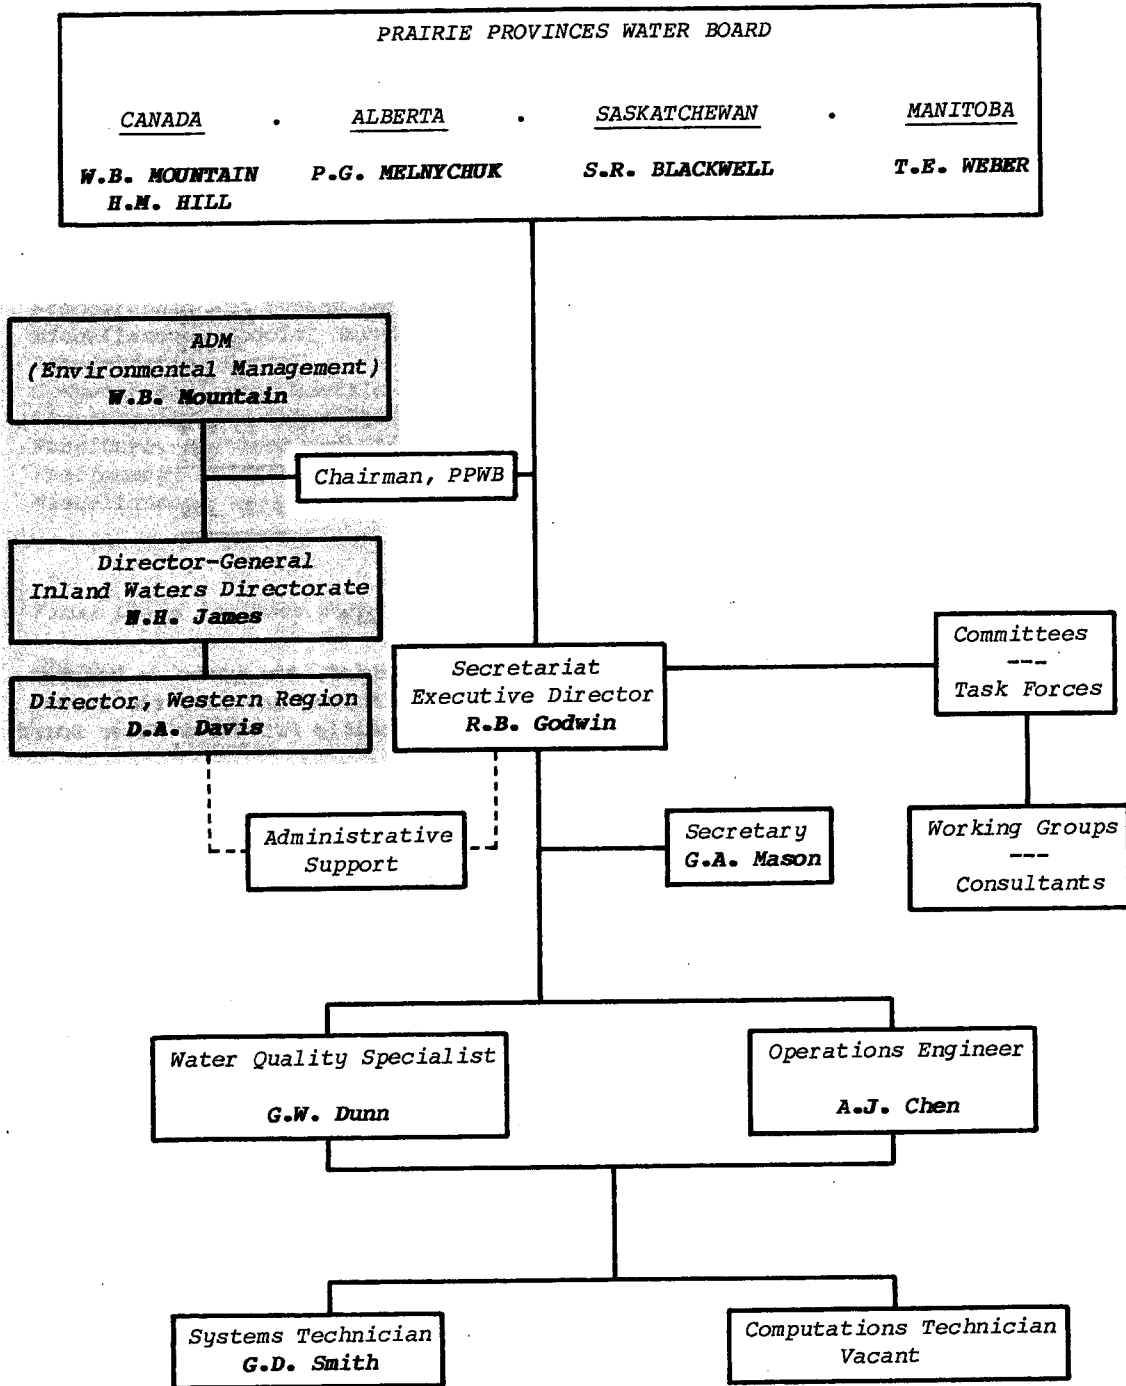 PRAIRIE PROVINCES WATER BOARD
CANADA . ALBERTA . SASKATCHEWAN . MANITOBA
W.B. MOUNTAIN P.G. MELNYCHUK S.R. BLACKWELL T.E. WEBER
H.M. HILL
ADM
(Environmental Management)
W.B. Mountain
Chairman, PPWB
Director-General
Inland Waters Directorate
W.H. James
Director, Western Region
D.A. Davis
Secretariat
Executive Director
R.B. Godwin
Committees
---
Task Forces
Administrative
Support
Secretary
G.A. Mason
Working Groups
---
Consultants
Water Quality Specialist
G.W. Dunn
Operations Engineer
A.J. Chen
Systems Technician
G.D. Smith
Computations Technician
Vacant